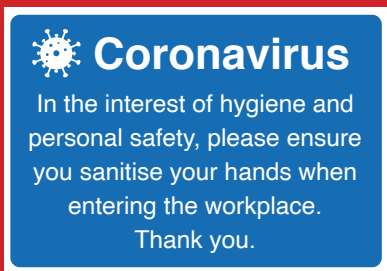 Coronavirus
In the interest of hygiene and
personal safety, please ensure
you sanitise your hands when
entering the workplace.
Thank you.